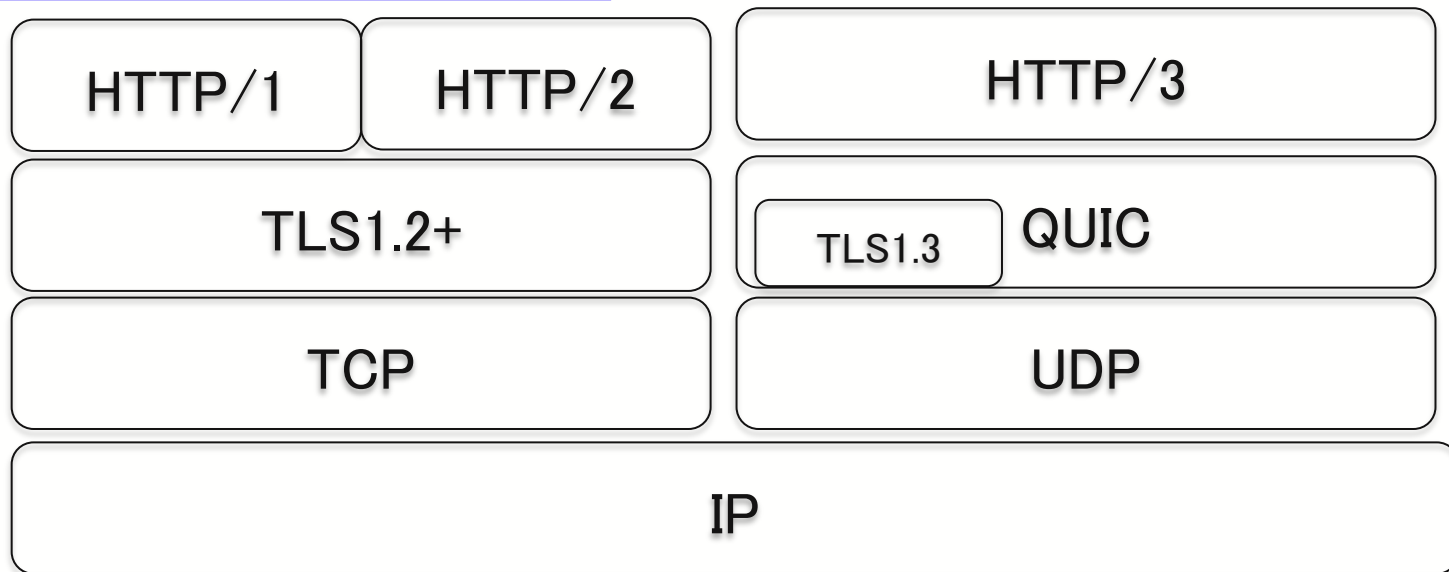 HTTP/1
HTTP/2
HTTP/3
TLS1.2+
TLS1.3
QUIC
TCP
UDP
IP